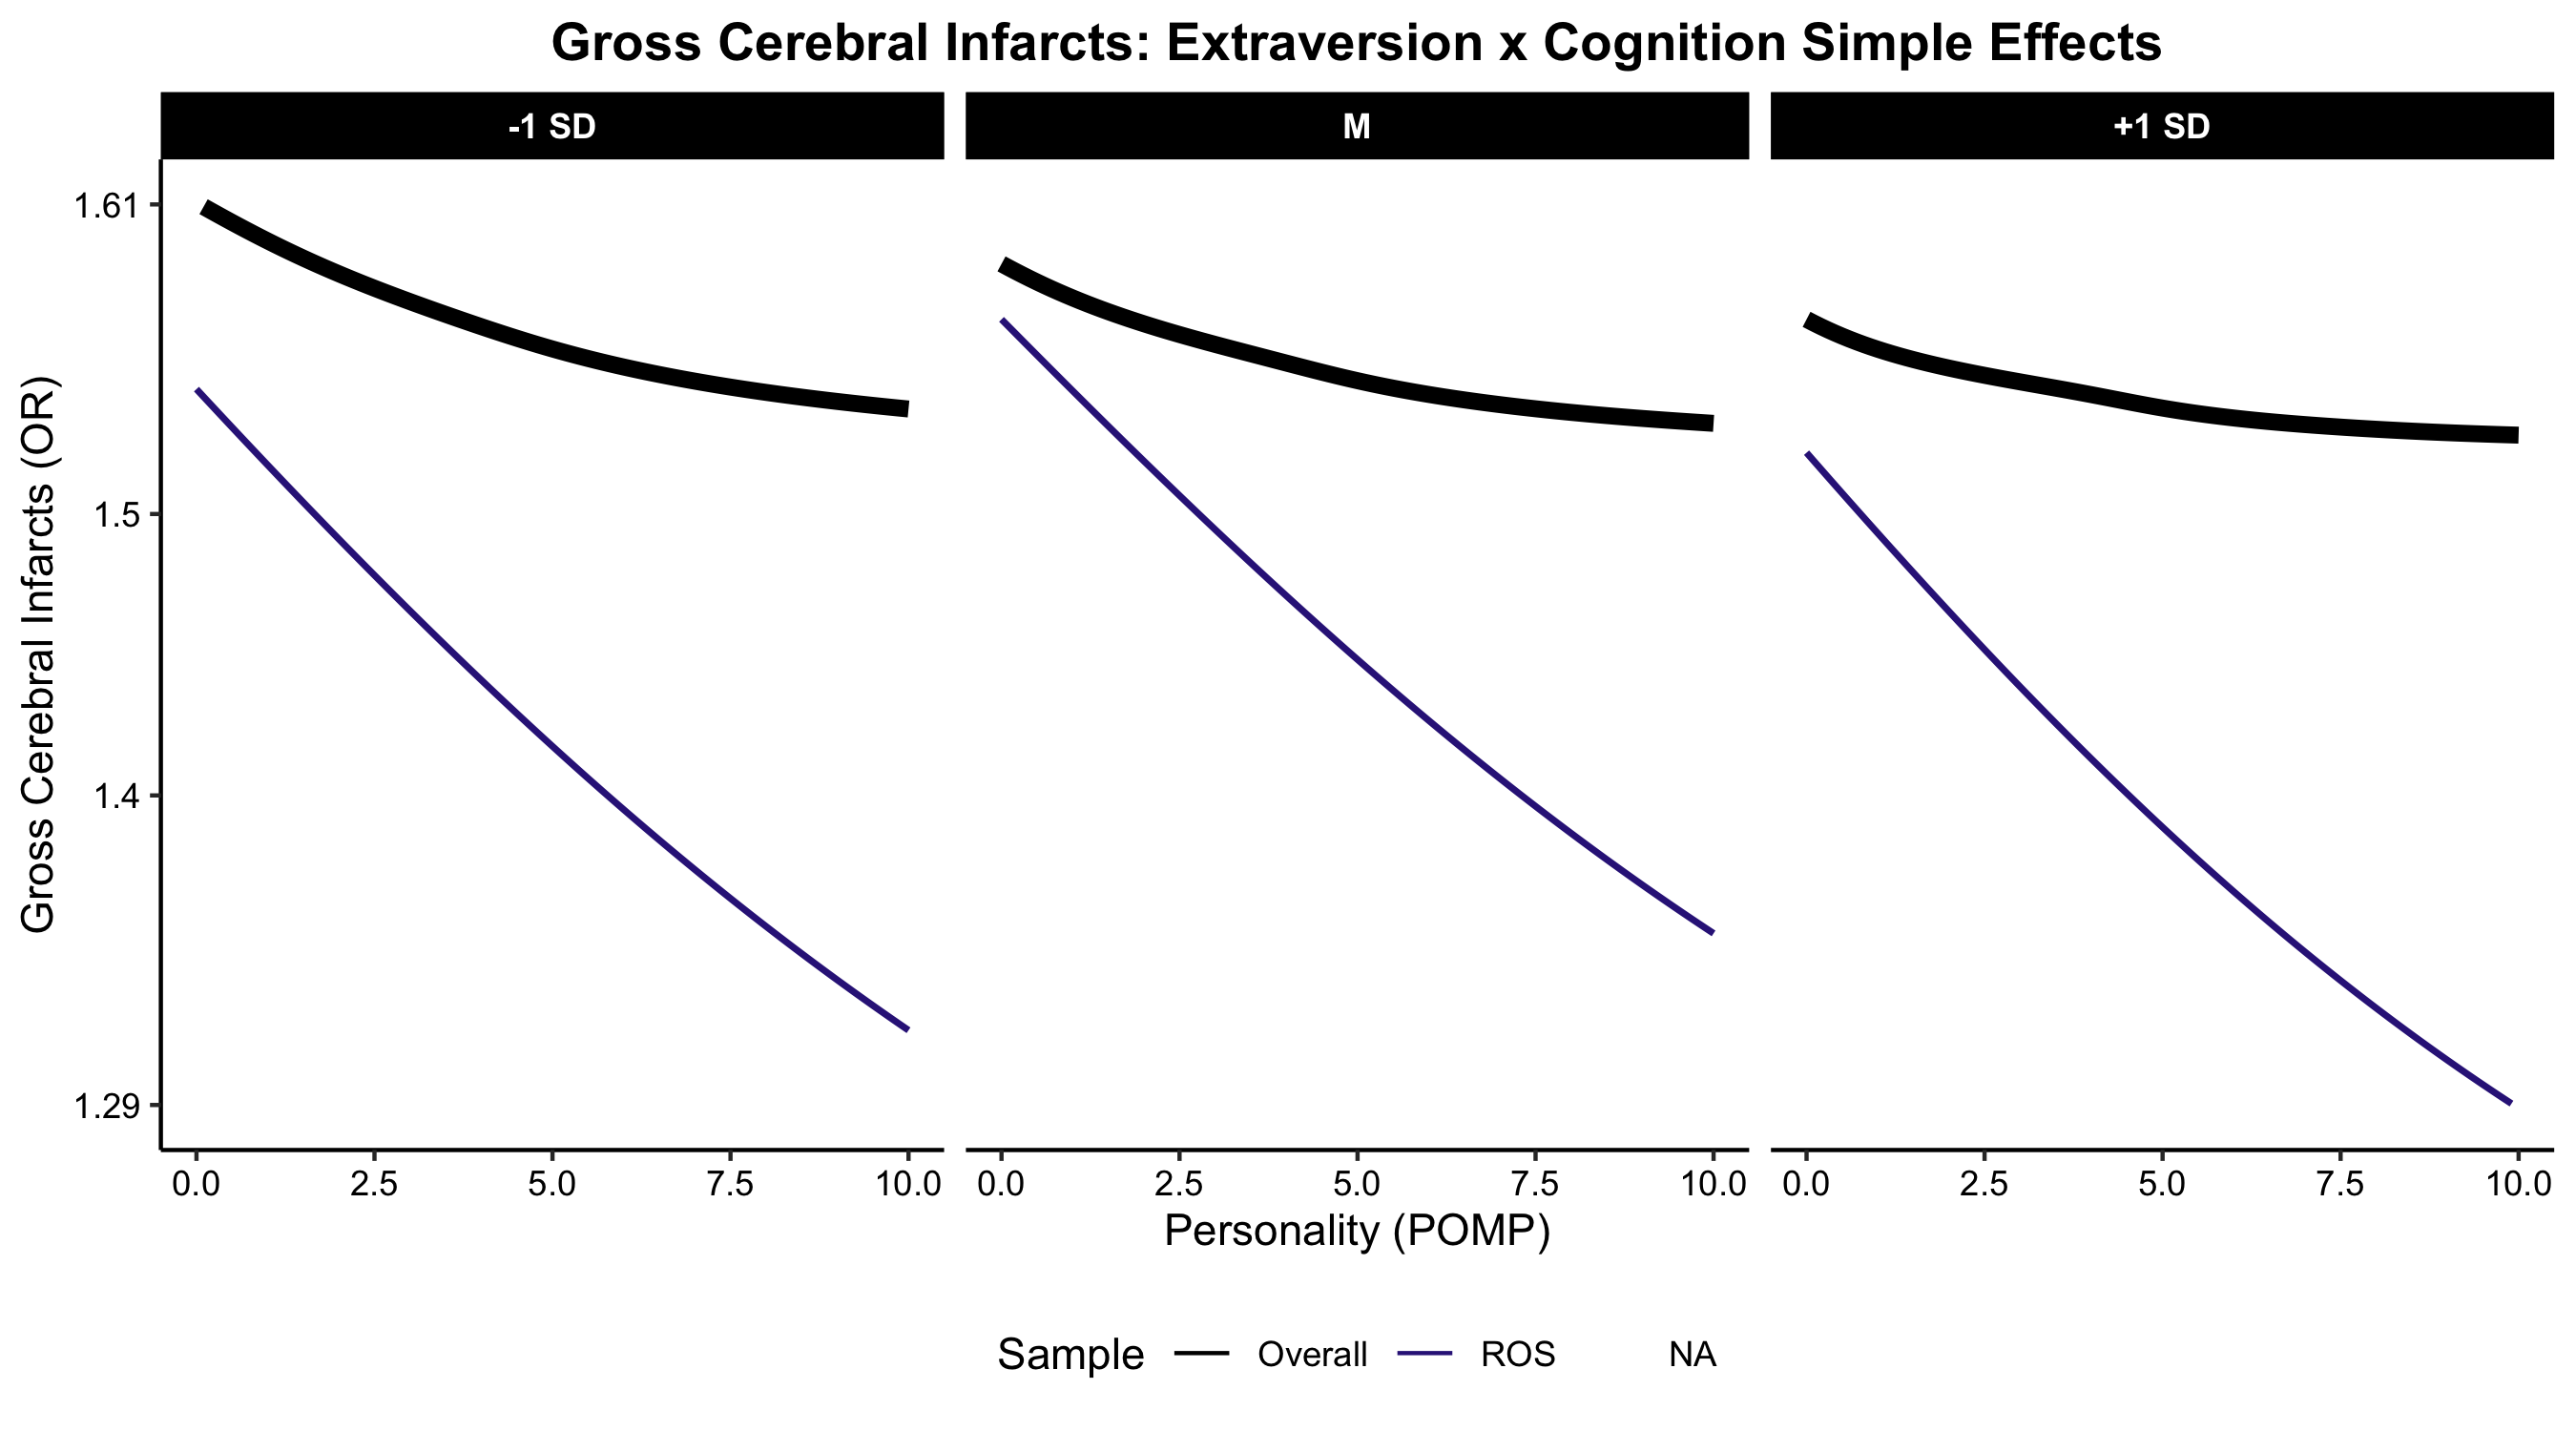 Gross Cerebral Infarcts: Extraversion x Cognition Simple Effects
-1 SD M +1 SD
Gross Cerebral Infarcts (OR)
1.61
1.5
1.4
1.29
0.0 2.5 5.0 7.5 10.0 0.0 2.5 5.0 7.5 10.0 0.0 2.5 5.0 7.5 10.0
Personality (POMP)
Sample Overall ROS NA